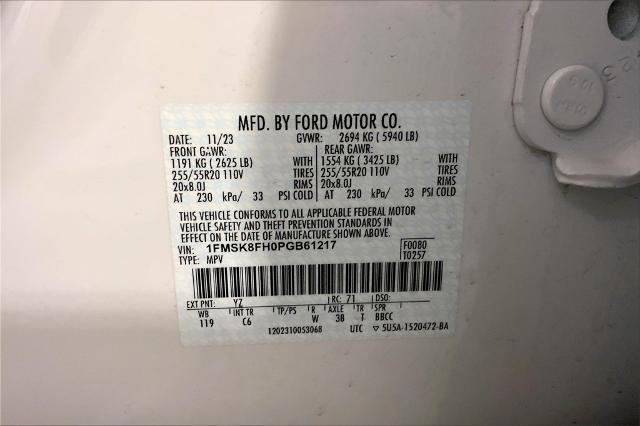 MFD. BY FORD MOTOR CO.
DATE: 11/23 GVWR: 2694 KG ( 5940 LB)
FRONT GAWR: REAR GAWR:
1191 KG ( 2625 LB) WITH 1554 KG ( 3425 LB) WITH
255/55R20 110V TIRES 255/55R20 110V TIRES
20x8.0J RIMS 20x8.0J RIMS
AT 230 kPa/ 33 PSI COLD AT 230 kPa/ 33 PSI COLD
THIS VEHICLE CONFORMS TO ALL APPLICABLE FEDERAL MOTOR
VEHICLE SAFETY AND THEFT PREVENTION STANDARDS IN
EFFECT ON THE DATE OF MANUFACTURE SHOWN ABOVE.
VIN: 1FMSK8FH0PGB61217 F0080
TYPE: MPV T0257
EXT PNT: YZ RC: 71 DSO:
WB INT TR TP/PS R AXLE TR SPR
119 C6 W 3B T BBCC
1202310053068 UTC ▽ 5U5A-1520472-BA